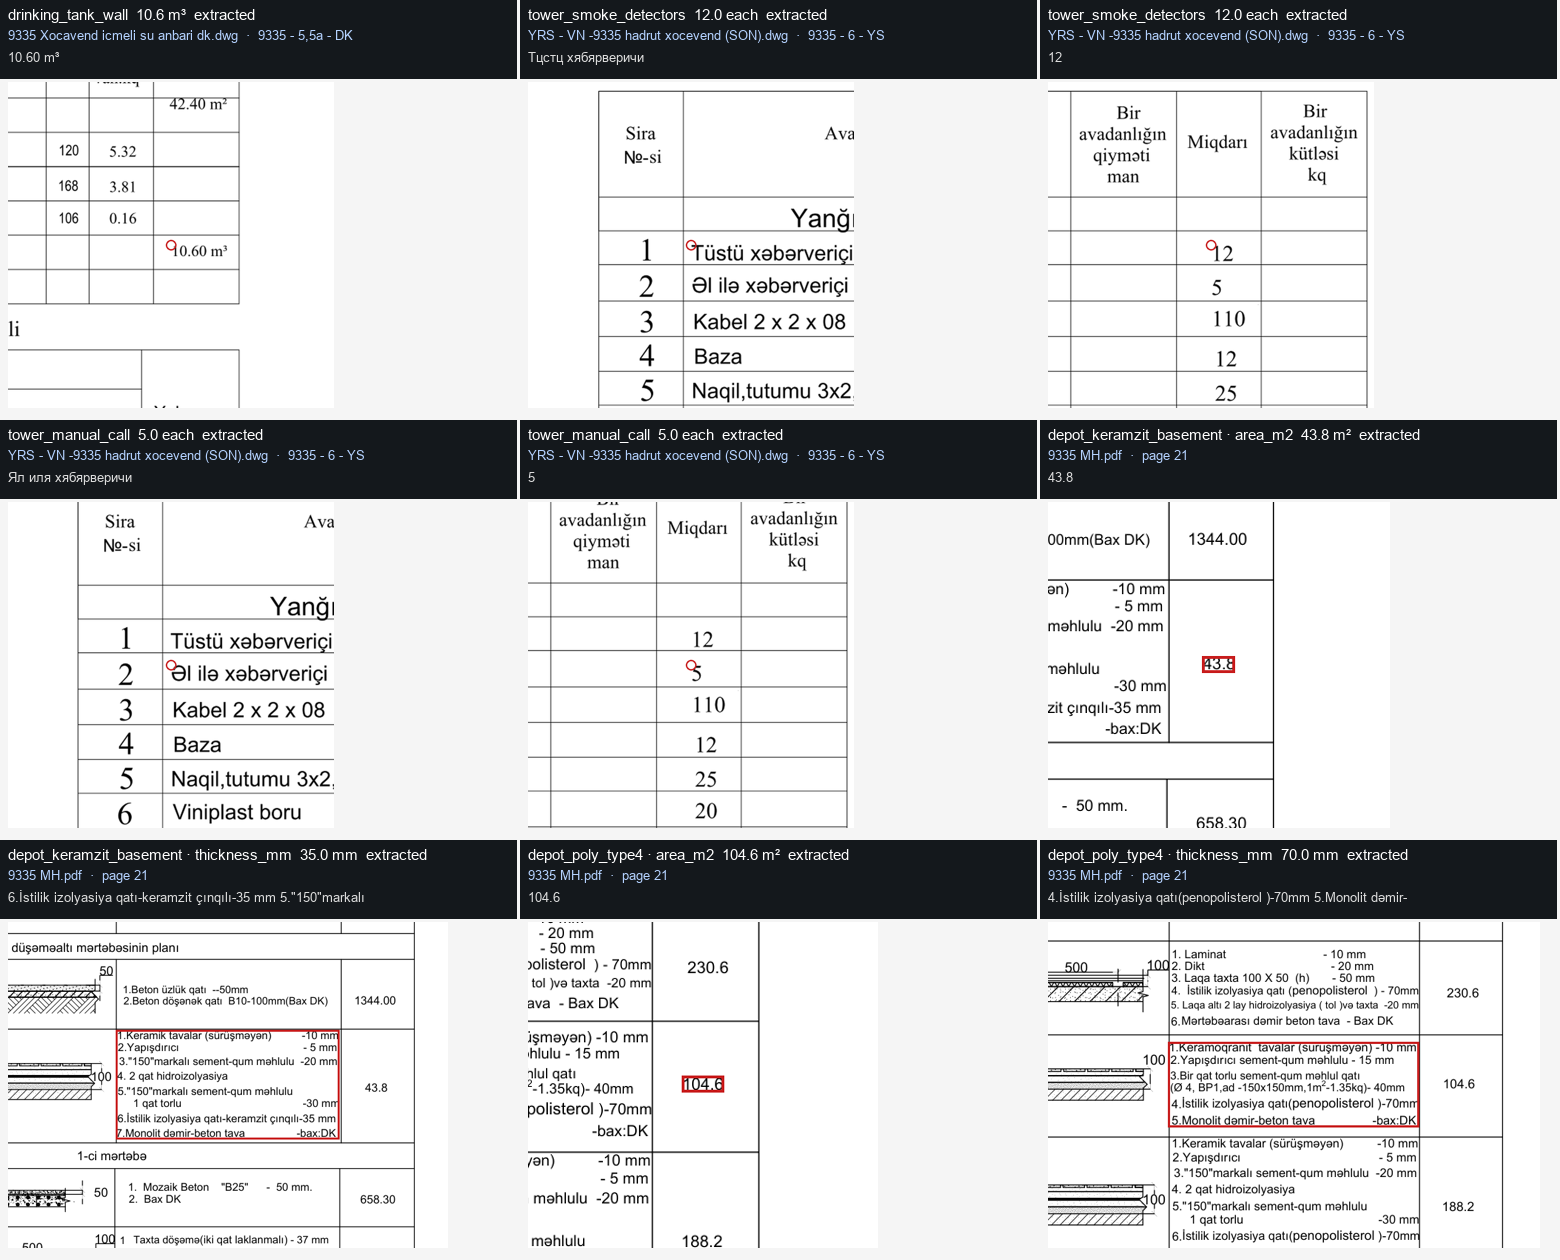 drinking_tank_wall 10.6 m³ extracted
9335 Xocavend icmeli su anbari dk.dwg · 9335 - 5,5a - DK
10.60 m³
42.40 m²
120 5.32
168 3.81
106 0.16
10.60 m³
li
tower_smoke_detectors 12.0 each extracted
YRS - VN -9335 hadrut xocevend (SON).dwg · 9335 - 6 - YS
Тцстц хябярверичи
Sira
№-si
Ava
Yanğı
1 Tüstü xəbərveriçi
2 Əl ilə xəbərveriçi
3 Kabel 2 x 2 x 08
4 Baza
5 Naqil,tutumu 3x2
tower_smoke_detectors 12.0 each extracted
YRS - VN -9335 hadrut xocevend (SON).dwg · 9335 - 6 - YS
12
Bir
avadanlığın
qiyməti
man
Miqdarı
Bir
avadanlığın
kütləsi
kq
12
5
110
12
25
tower_manual_call 5.0 each extracted
YRS - VN -9335 hadrut xocevend (SON).dwg · 9335 - 6 - YS
Ял иля хябярверичи
Sira
№-si
Ava
Yanğı
1 Tüstü xəbərveriçi
2 Əl ilə xəbərveriçi
3 Kabel 2 x 2 x 08
4 Baza
5 Naqil,tutumu 3x2,
6 Viniplast boru
tower_manual_call 5.0 each extracted
YRS - VN -9335 hadrut xocevend (SON).dwg · 9335 - 6 - YS
5
avadanlığın
qiyməti
man
Miqdarı
avadanlığın
kütləsi
kq
12
5
110
12
25
20
depot_keramzit_basement · area_m2 43.8 m² extracted
9335 MH.pdf · page 21
43.8
00mm(Bax DK) 1344.00
ən) -10 mm
- 5 mm
məhlulu -20 mm
43.8
məhlulu
-30 mm
zit çınqılı-35 mm
-bax:DK
- 50 mm.
658.30
depot_keramzit_basement · thickness_mm 35.0 mm extracted
9335 MH.pdf · page 21
6.İstilik izolyasiya qatı-keramzit çınqılı-35 mm 5."150"markalı
düşəməaltı mərtəbəsinin planı
50
1.Beton üzlük qatı --50mm
2.Beton döşənək qatı B10-100mm(Bax DK)
1344.00
1.Keramik tavalar (sürüşməyən) -10 mm
2.Yapışdırıcı - 5 mm
3."150"markalı sement-qum məhlulu -20 mm
100
4. 2 qat hidroizolyasiya
43.8
5."150"markalı sement-qum məhlulu
1 qat torlu -30 mm
6.İstilik izolyasiya qatı-keramzit çınqılı-35 mm
7.Monolit dəmir-beton tava -bax:DK
1-ci mərtəbə
50
1. Mozaik Beton "B25" - 50 mm.
2. Bax DK
658.30
500 100
1 Taxta döşəmə(iki qat laklanmalı) - 37 mm
depot_poly_type4 · area_m2 104.6 m² extracted
9335 MH.pdf · page 21
104.6
- 20 mm
- 50 mm
polisterol ) - 70mm
230.6
tol )və taxta -20 mm
ava - Bax DK
üşməyən) -10 mm
əhlulu - 15 mm
hlul qatı
²-1.35kq)- 40mm
104.6
polisterol )-70mm
-bax:DK
yən) -10 mm
- 5 mm
məhlulu -20 mm
məhlulu
188.2
depot_poly_type4 · thickness_mm 70.0 mm extracted
9335 MH.pdf · page 21
4.İstilik izolyasiya qatı(penopolisterol )-70mm 5.Monolit dəmir-
500 100
1. Laminat - 10 mm
2. Dikt - 20 mm
3. Laqa taxta 100 X 50 (h) - 50 mm
4. İstilik izolyasiya qatı (penopolisterol ) - 70mm
5. Laqa altı 2 lay hidroizolyasiya ( tol )və taxta -20 mm
6.Mərtəbəarası dəmir beton tava - Bax DK
230.6
1.Keramoqranit tavalar (sürüşməyən) -10 mm
100
2.Yapışdırıcı sement-qum məhlulu - 15 mm
3.Bir qat torlu sement-qum məhlul qatı
(Ø 4, BP1,ad -150x150mm,1m²-1.35kq)- 40mm
104.6
4.İstilik izolyasiya qatı(penopolisterol )-70mm
5.Monolit dəmir-beton tava -bax:DK
1.Keramik tavalar (sürüşməyən) -10 mm
2.Yapışdırıcı - 5 mm
3."150"markalı sement-qum məhlulu -20 mm
4. 2 qat hidroizolyasiya
100
5."150"markalı sement-qum məhlulu
188.2
1 qat torlu -30 mm
6.İstilik izolyasiya qatı(penopolisterol )-70mm